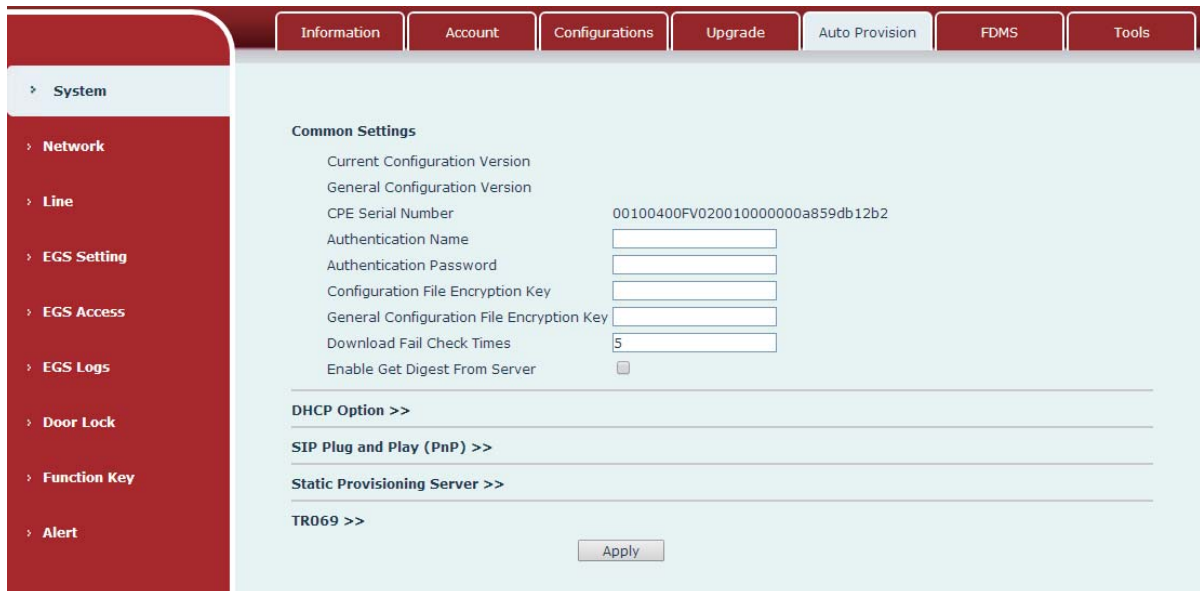 Information Account Configurations Upgrade Auto Provision FDMS Tools
System
Network
Line
EGS Setting
EGS Access
EGS Logs
Door Lock
Function Key
Alert
Common Settings
Current Configuration Version
General Configuration Version
CPE Serial Number 00100400FV020010000000a859db12b2
Authentication Name
Authentication Password
Configuration File Encryption Key
General Configuration File Encryption Key
Download Fail Check Times 5
Enable Get Digest From Server
DHCP Option >>
SIP Plug and Play (PnP) >>
Static Provisioning Server >>
TR069 >>
Apply